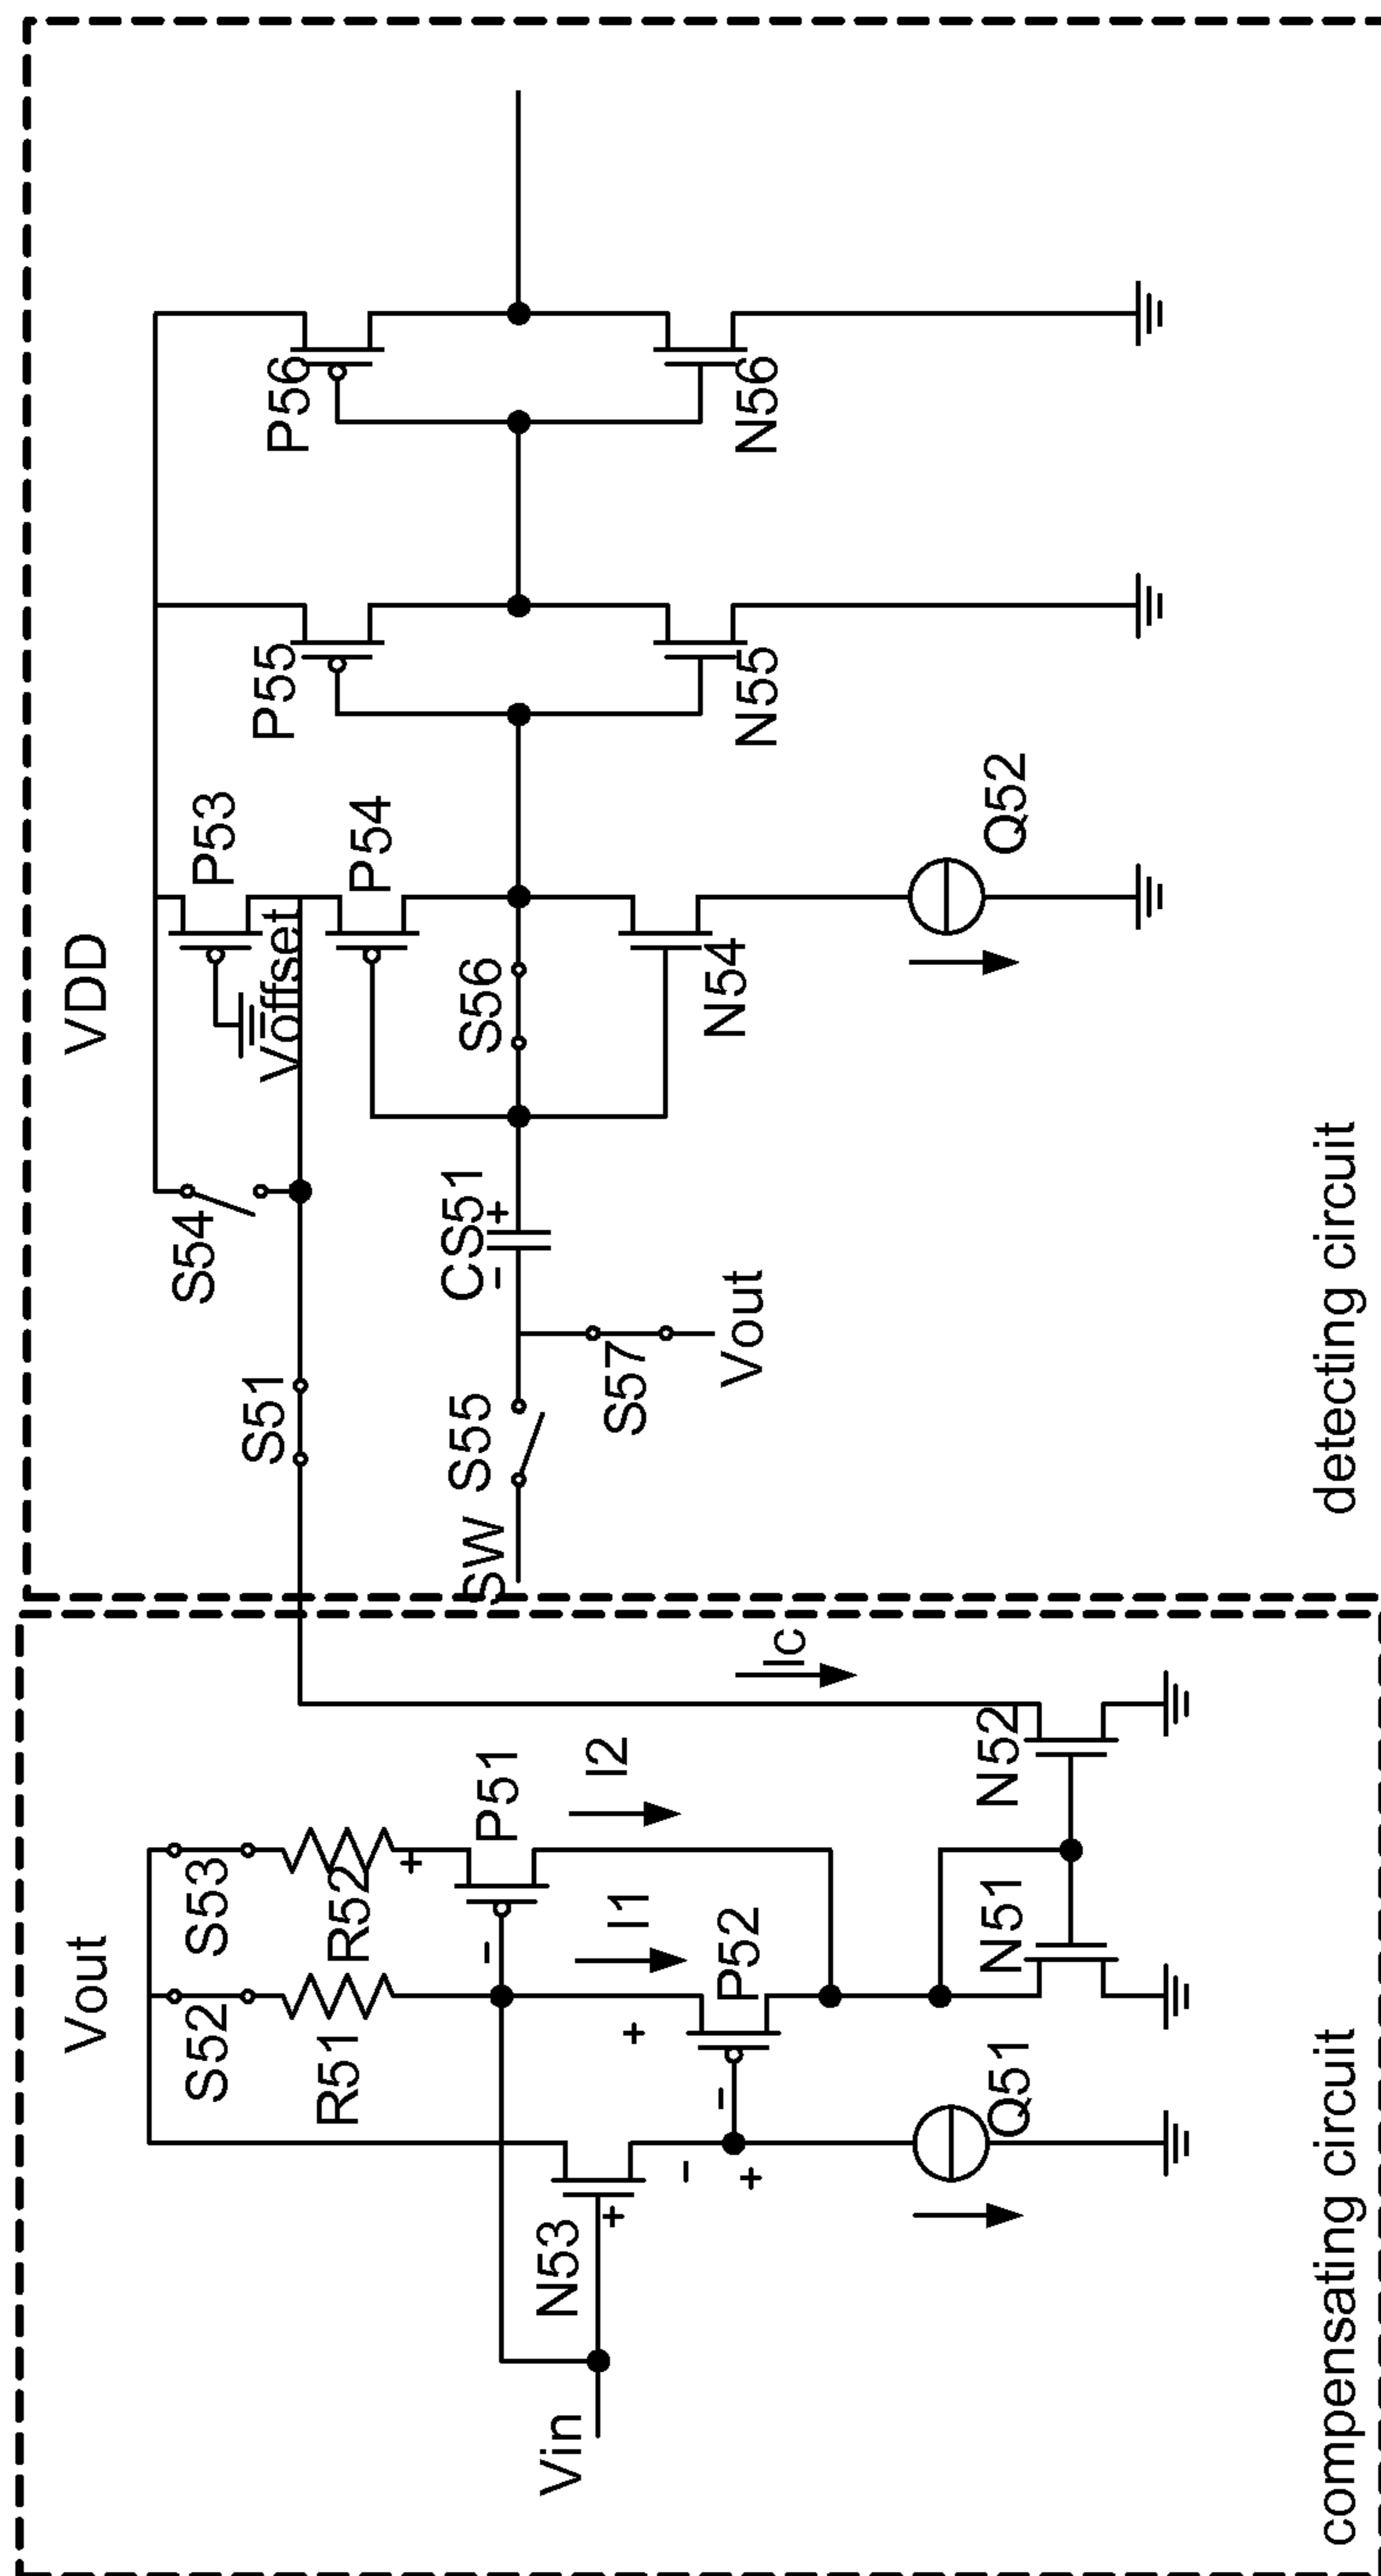 Vout
S52
S53
R51
R52
P51
I2
I1
P52
N53
Vin
Q51
N51
N52
Ic
compensating circuit
VDD
S54
S51
P53
Voffset
P54
P55
P56
SW
S55
CS51
S56
S57
Vout
N54
N55
N56
Q52
detecting circuit